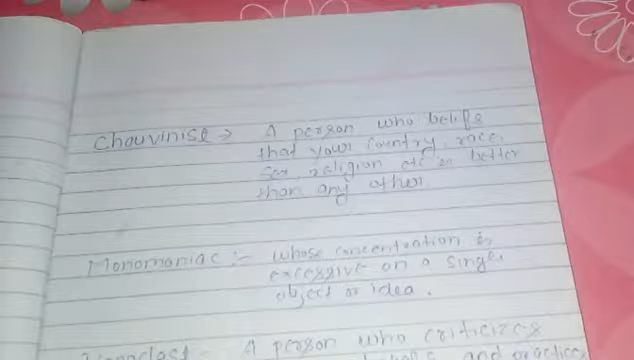 Chauvinist → A person who belifs
that your country, race,
sex, religion etc is better
than any other
Monomaniac :- whose concentration is
excessive on a single
object or idea.
A person who criticizes
and practice